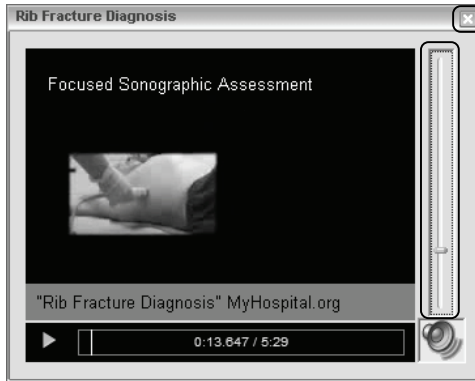 Rib Fracture Diagnosis
Focused Sonographic Assessment
"Rib Fracture Diagnosis" MyHospital.org
0:13.647 / 5:29